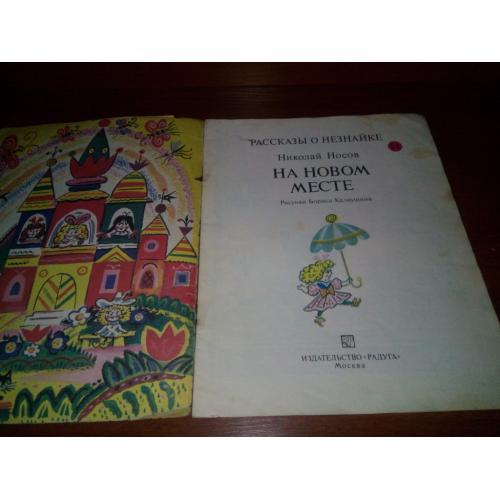 РАССКАЗЫ О НЕЗНАЙКЕ
Николай Носов
НА НОВОМ
МЕСТЕ
Рисунки Бориса Калаушина
ИЗДАТЕЛЬСТВО «РАДУГА»
Москва